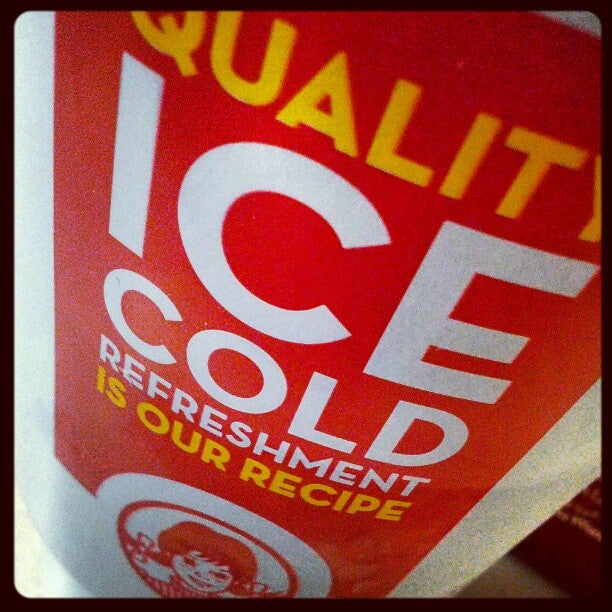 QUALITY
ICE
COLD
REFRESHMENT
IS OUR RECIPE